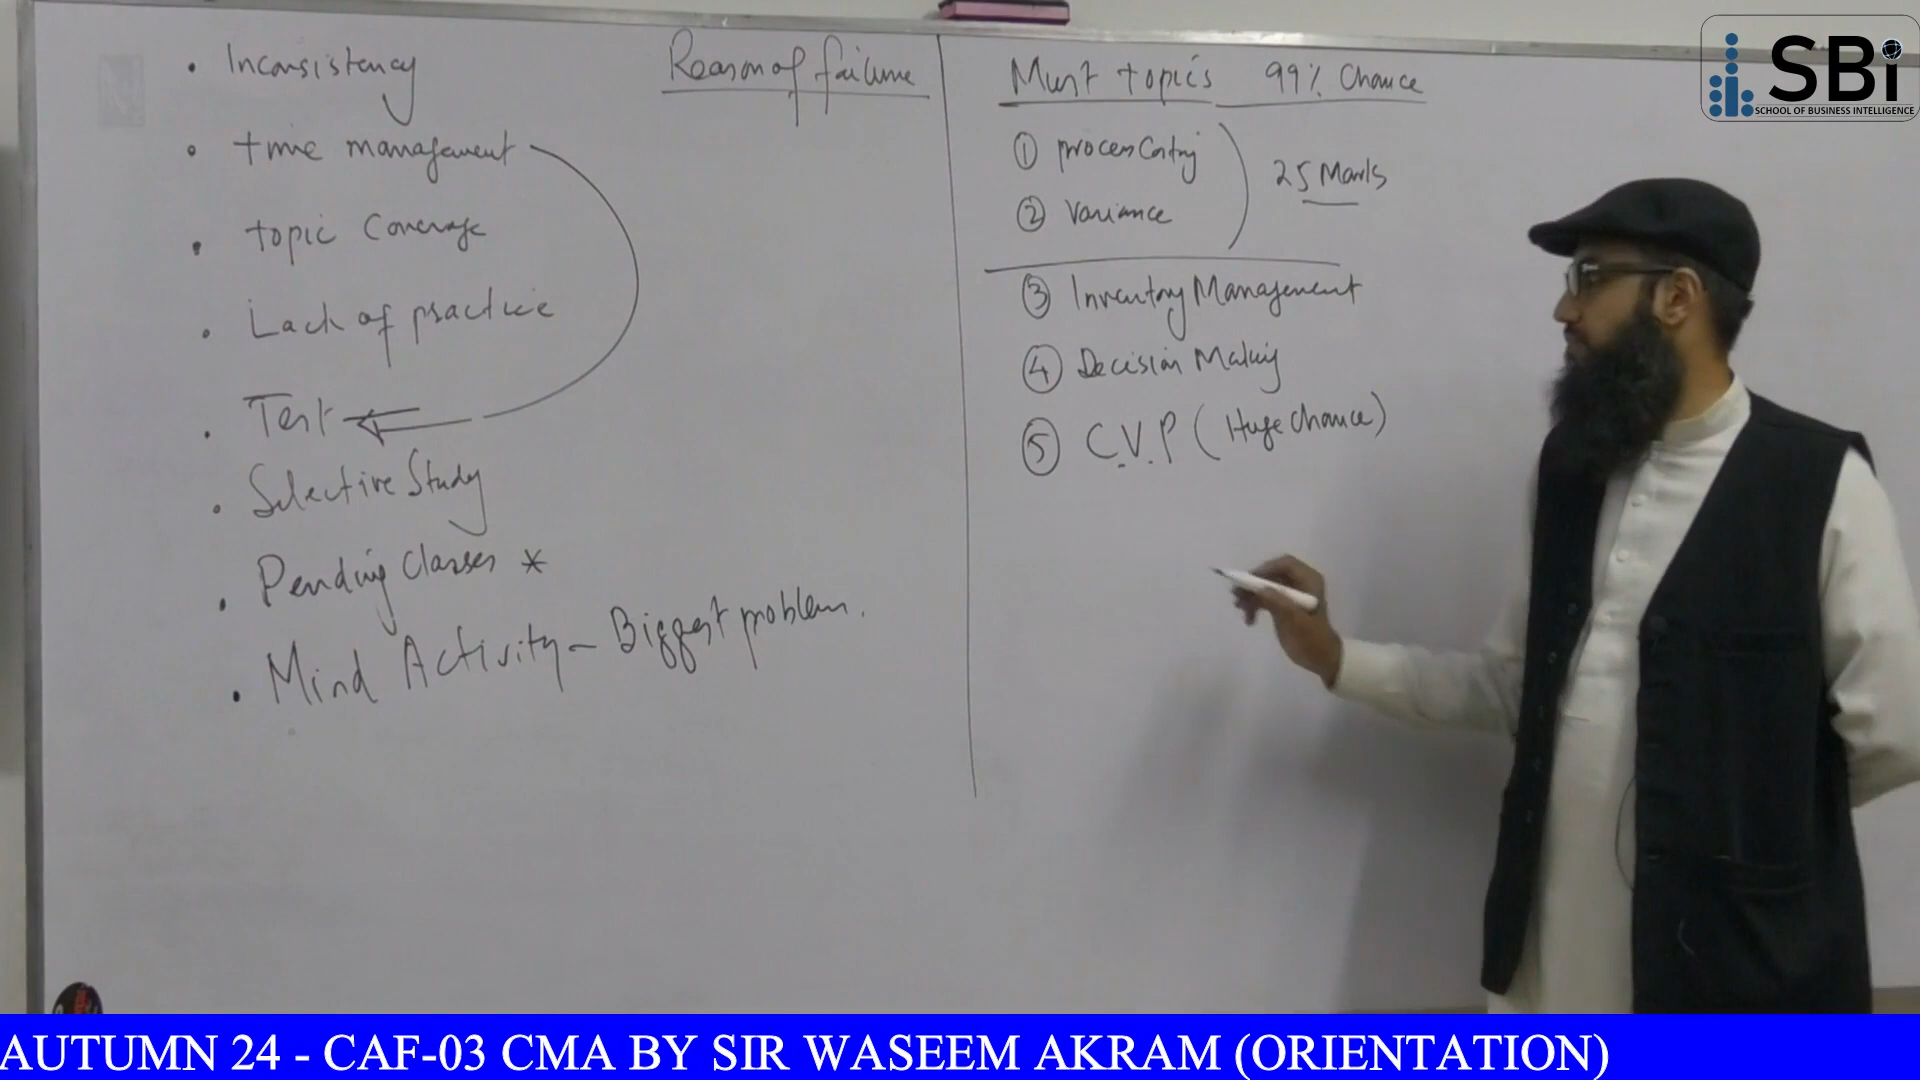 Reason of failure
• Inconsistency
• time management
• topic Coverage
• Lack of practice
• Test
• Selective Study
• Pending Classes *
• Mind Activity - Biggest problem.
Must topics 99% Chance
① process Costing
② Variance
25 Marks
③ Inventory Management
④ Decision Making
⑤ C.V.P (Huge Chance)
SBi
SCHOOL OF BUSINESS INTELLIGENCE
AUTUMN 24 - CAF-03 CMA BY SIR WASEEM AKRAM (ORIENTATION)